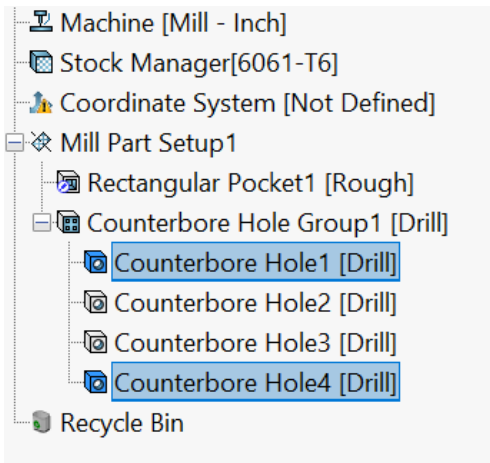 Machine [Mill - Inch]
Stock Manager[6061-T6]
Coordinate System [Not Defined]
Mill Part Setup1
Rectangular Pocket1 [Rough]
Counterbore Hole Group1 [Drill]
Counterbore Hole1 [Drill]
Counterbore Hole2 [Drill]
Counterbore Hole3 [Drill]
Counterbore Hole4 [Drill]
Recycle Bin